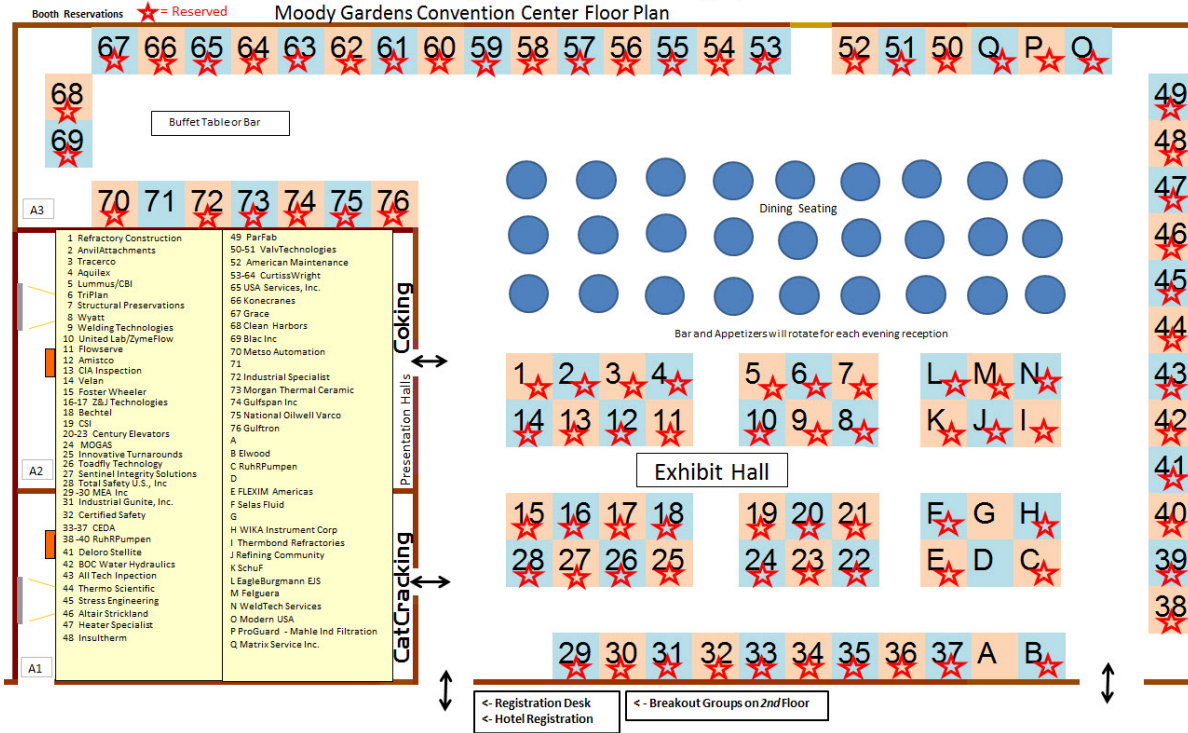 Booth Reservations = Reserved Moody Gardens Convention Center Floor Plan
67 66 65 64 63 62 61 60 59 58 57 56 55 54 53 52 51 50 Q P O
68
69
Buffet Table or Bar
49
48
47
46
45
44
43
42
41
40
39
38
A3
70 71 72 73 74 75 76
Dining Seating
Bar and Appetizers will rotate for each evening reception
1 Refractory Construction
2 AnvilAttachments
3 Tracerco
4 Aquilex
5 Lummus/CBI
6 TriPlan
7 Structural Preservations
8 Wyatt
9 Welding Technologies
10 United Lab/ZymeFlow
11 Flowserve
12 Amistco
13 CIA Inspection
14 Velan
15 Foster Wheeler
16-17 Z&J Technologies
18 Bechtel
19 CSI
20-23 Century Elevators
24 MOGAS
25 Innovative Turnarounds
26 Toadfly Technology
27 Sentinel Integrity Solutions
28 Total Safety U.S., Inc
29 -30 MEA Inc
31 Industrial Gunite, Inc.
32 Certified Safety
33-37 CEDA
38 -40 RuhRPumpen
41 Deloro Stellite
42 BOC Water Hydraulics
43 All Tech Inpection
44 Thermo Scientific
45 Stress Engineering
46 Altair Strickland
47 Heater Specialist
48 Insultherm
49 ParFab
50-51 ValvTechnologies
52 American Maintenance
53-64 CurtissWright
65 USA Services, Inc.
66 Konecranes
67 Grace
68 Clean Harbors
69 Blac Inc
70 Metso Automation
71
72 Industrial Specialist
73 Morgan Thermal Ceramic
74 Gulfspan Inc
75 National Oilwell Varco
76 Gulftron
A
B Elwood
C RuhRPumpen
D
E FLEXIM Americas
F Selas Fluid
G
H WIKA Instrument Corp
I Thermbond Refractories
J Refining Community
K SchuF
L EagleBurgmann EJS
M Felguera
N WeldTech Services
O Modern USA
P ProGuard - Mahle Ind Filtration
Q Matrix Service Inc.
A2
A1
Coking
Presentation Halls
CatCracking
1 2 3 4 5 6 7 L M N
14 13 12 11 10 9 8 K J I
Exhibit Hall
15 16 17 18 19 20 21 F G H
28 27 26 25 24 23 22 E D C
29 30 31 32 33 34 35 36 37 A B
<- Registration Desk
<- Hotel Registration
< - Breakout Groups on 2nd Floor